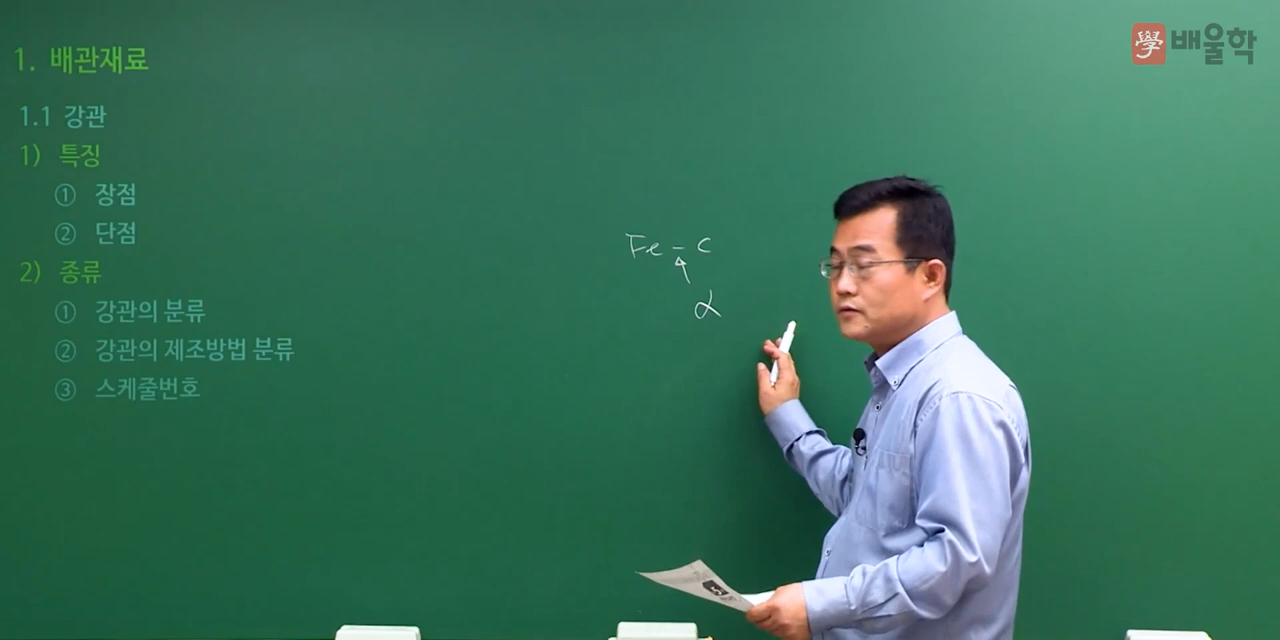 1. 배관재료
1.1 강관
1) 특징
① 장점
② 단점
2) 종류
① 강관의 분류
② 강관의 제조방법 분류
③ 스케줄번호
學 배울학
Fe - C
α